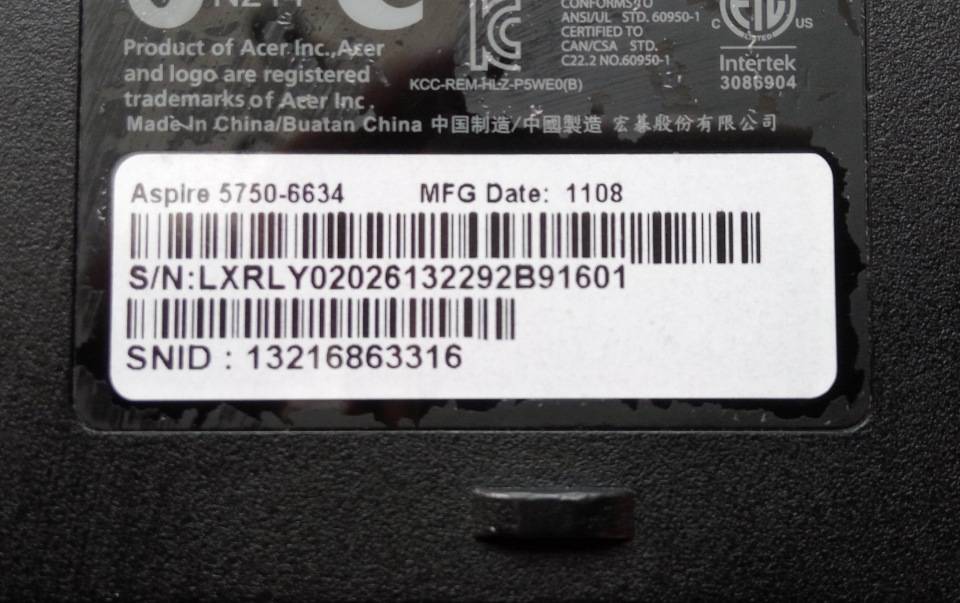 N214
CONFORMS TO
ANSI/UL STD. 60950-1
CERTIFIED TO
CAN/CSA STD.
C22.2 NO.60950-1
C US
LISTED
Intertek
3086904
KCC-REM-HLZ-P5WE0(B)
Product of Acer Inc., Acer
and logo are registered
trademarks of Acer Inc.
Made In China/Buatan China 中国制造/中國製造 宏碁股份有限公司
Aspire 5750-6634 MFG Date: 1108
S/N:LXRLY02026132292B91601
SNID : 13216863316